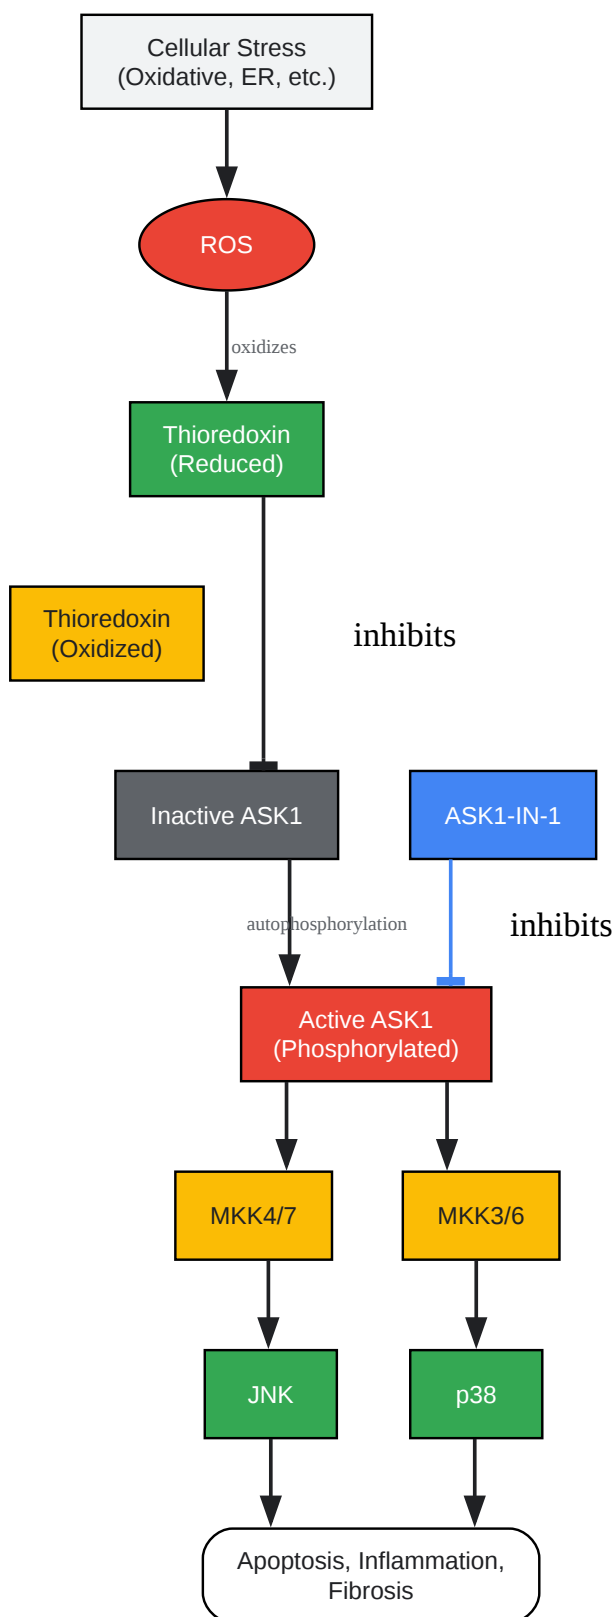 Cellular Stress
(Oxidative, ER, etc.)
ROS
oxidizes
Thioredoxin
(Reduced)
Thioredoxin
(Oxidized)
inhibits
Inactive ASK1
ASK1-IN-1
autophosphorylation
inhibits
Active ASK1
(Phosphorylated)
MKK4/7
MKK3/6
JNK
p38
Apoptosis, Inflammation,
Fibrosis